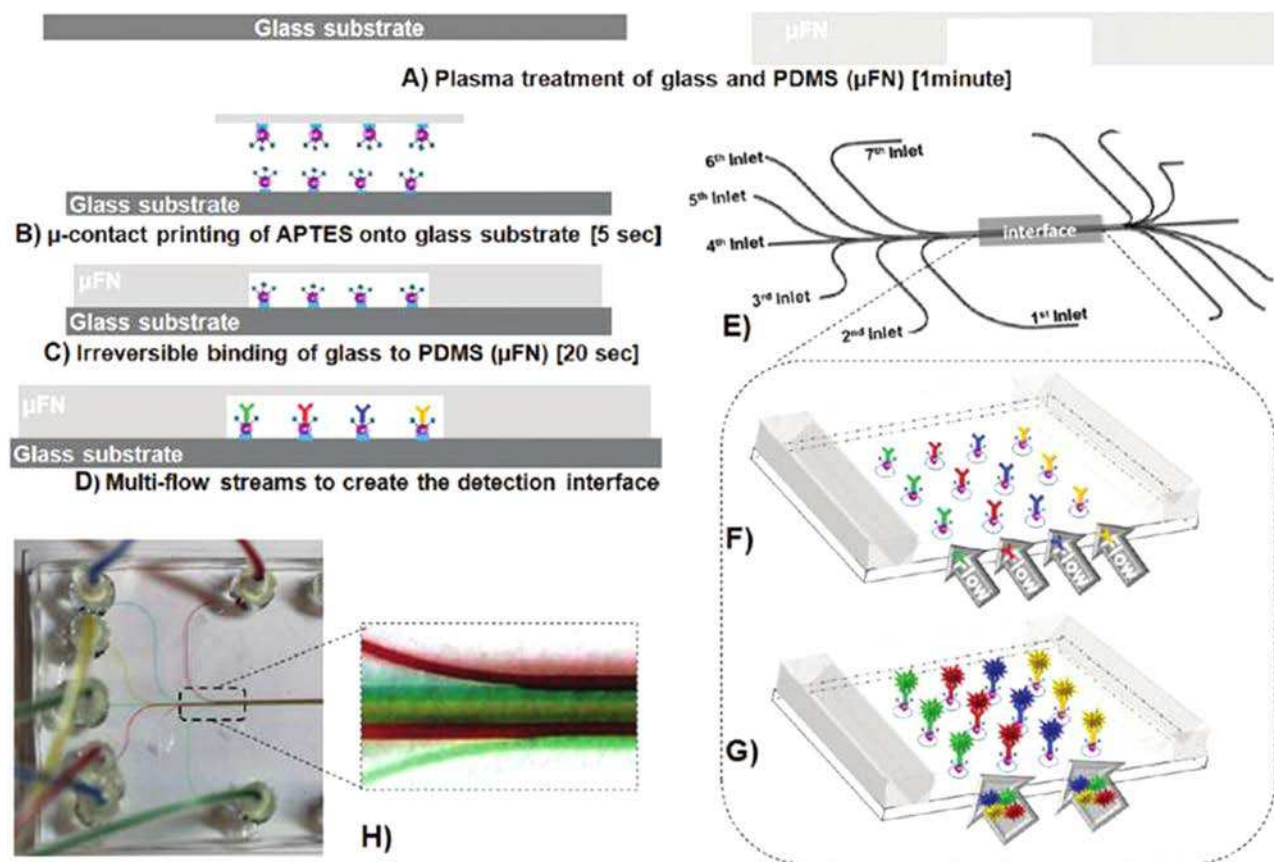 Glass substrate
µFN
A) Plasma treatment of glass and PDMS (µFN) [1minute]
Glass substrate
B) µ-contact printing of APTES onto glass substrate [5 sec]
µFN
Glass substrate
C) Irreversible binding of glass to PDMS (µFN) [20 sec]
µFN
Glass substrate
D) Multi-flow streams to create the detection interface
7th Inlet
6th Inlet
5th Inlet
4th Inlet
3rd Inlet
2nd Inlet
1st Inlet
interface
E)
F)
Flow
Flow
Flow
Flow
G)
H)